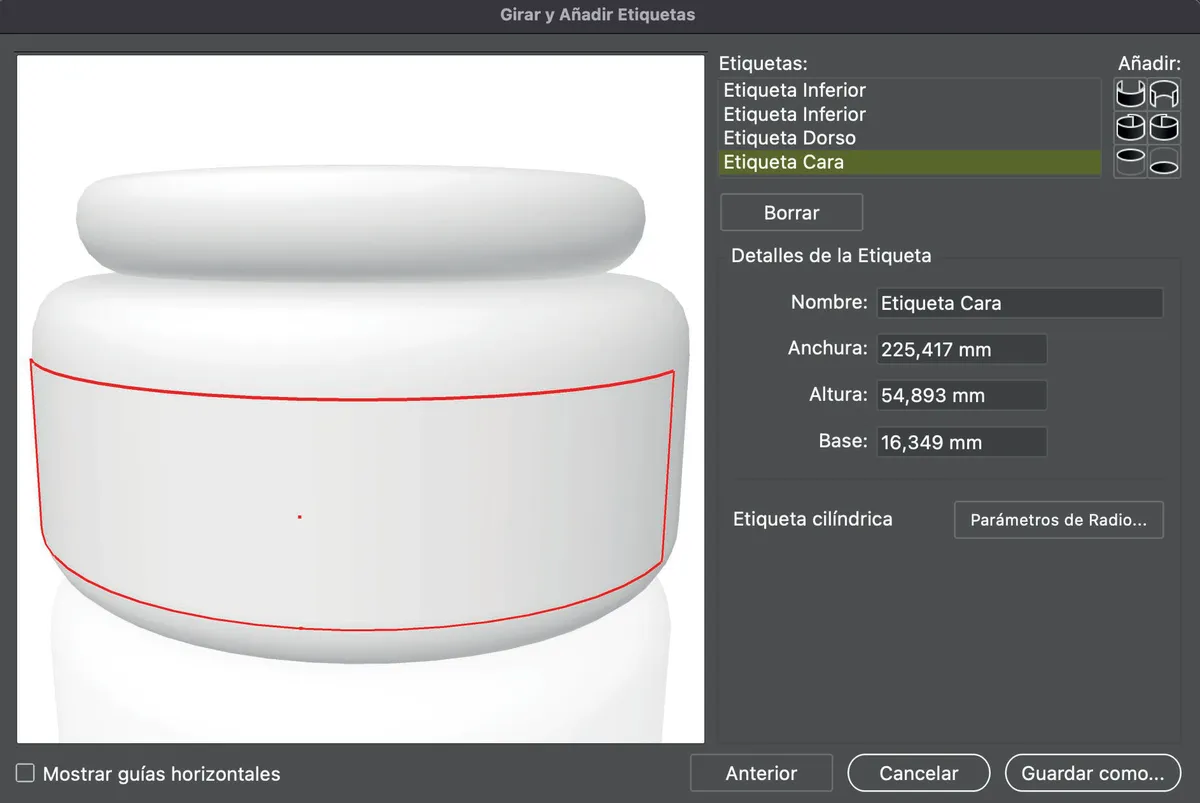 Girar y Añadir Etiquetas
Etiquetas:
Añadir:
Etiqueta Inferior
Etiqueta Inferior
Etiqueta Dorso
Etiqueta Cara
Borrar
Detalles de la Etiqueta
Nombre: Etiqueta Cara
Anchura: 225,417 mm
Altura: 54,893 mm
Base: 16,349 mm
Etiqueta cilíndrica
Parámetros de Radio...
Mostrar guías horizontales
Anterior
Cancelar
Guardar como...